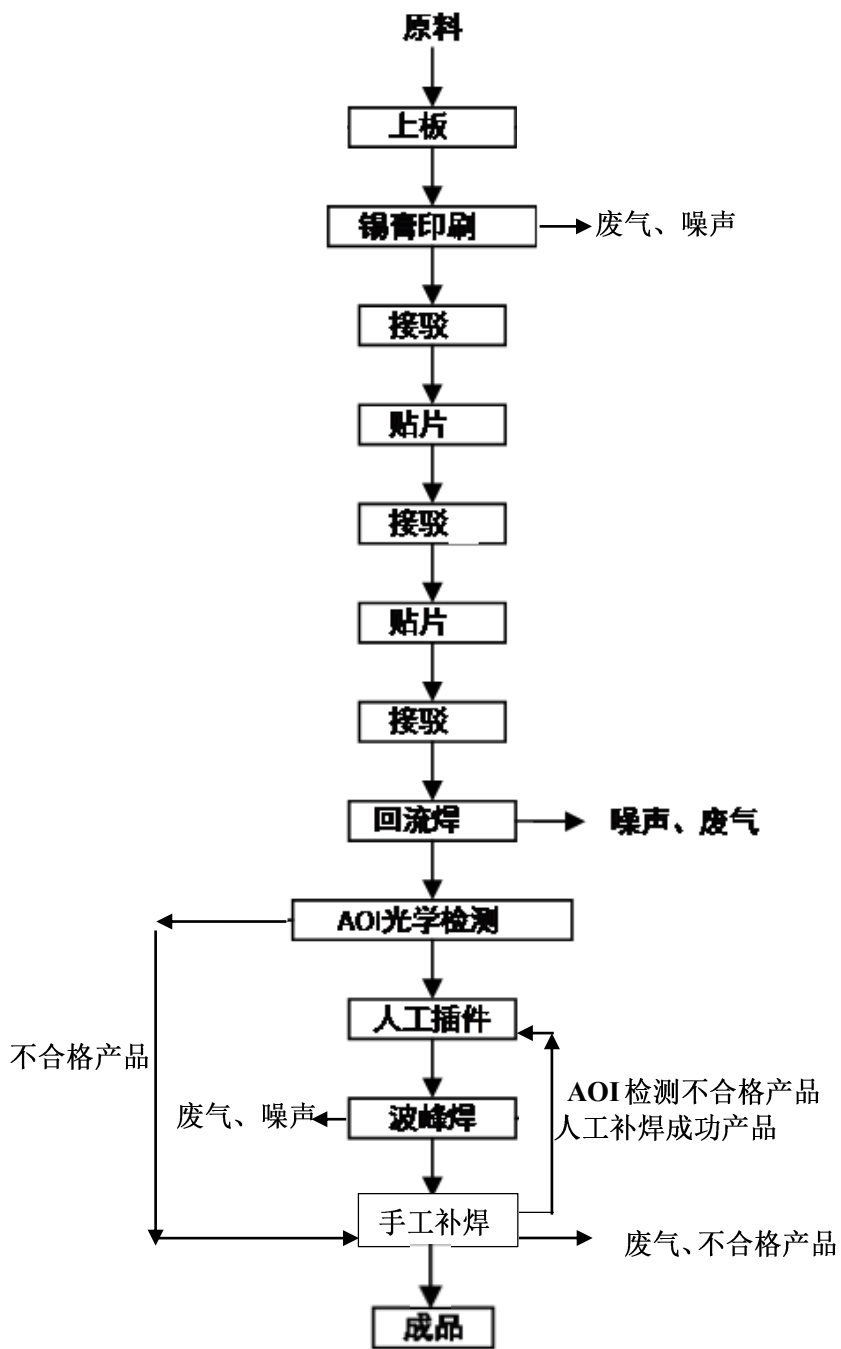 原料
上板
锡膏印刷
废气、噪声
接驳
贴片
接驳
贴片
接驳
回流焊
噪声、废气
AOI光学检测
人工插件
不合格产品
AOI检测不合格产品
人工补焊成功产品
废气、噪声
波峰焊
手工补焊
废气、不合格产品
成品